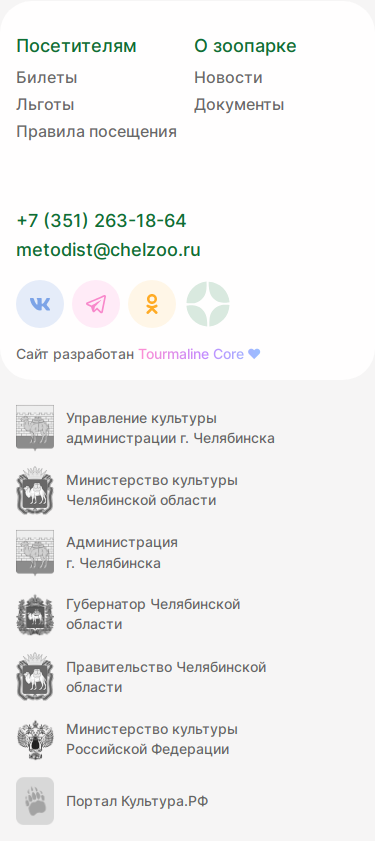 Посетителям
Билеты
Льготы
Правила посещения
О зоопарке
Новости
Документы
+7 (351) 263-18-64
metodist@chelzoo.ru
Сайт разработан Tourmaline Core
Управление культуры
администрации г. Челябинска
Министерство культуры
Челябинской области
Администрация
г. Челябинска
Губернатор Челябинской
области
Правительство Челябинской
области
Министерство культуры
Российской Федерации
Портал Культура.РФ